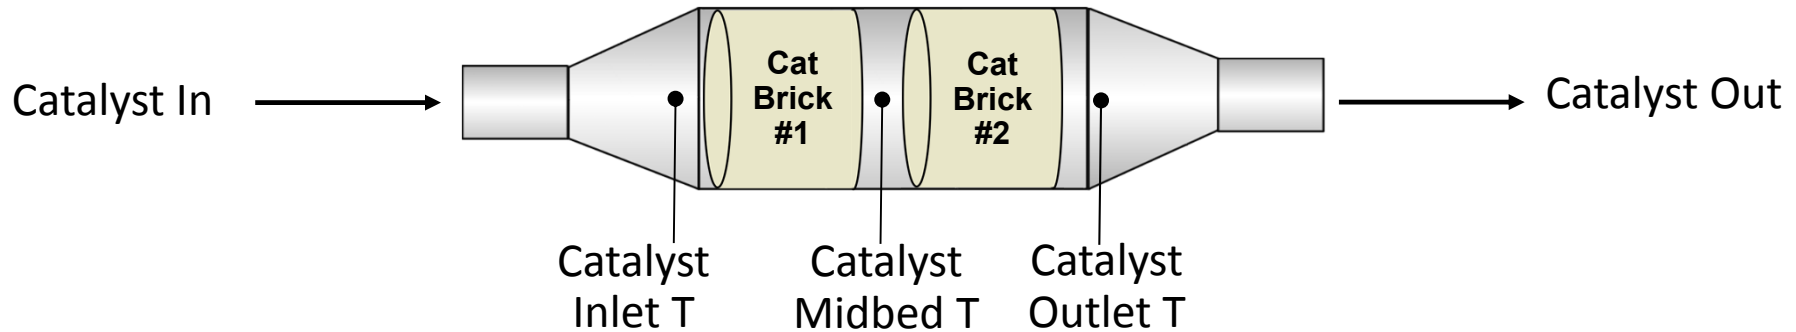 Catalyst In
Cat
Brick
#1
Cat
Brick
#2
Catalyst Out
Catalyst
Inlet T
Catalyst
Midbed T
Catalyst
Outlet T